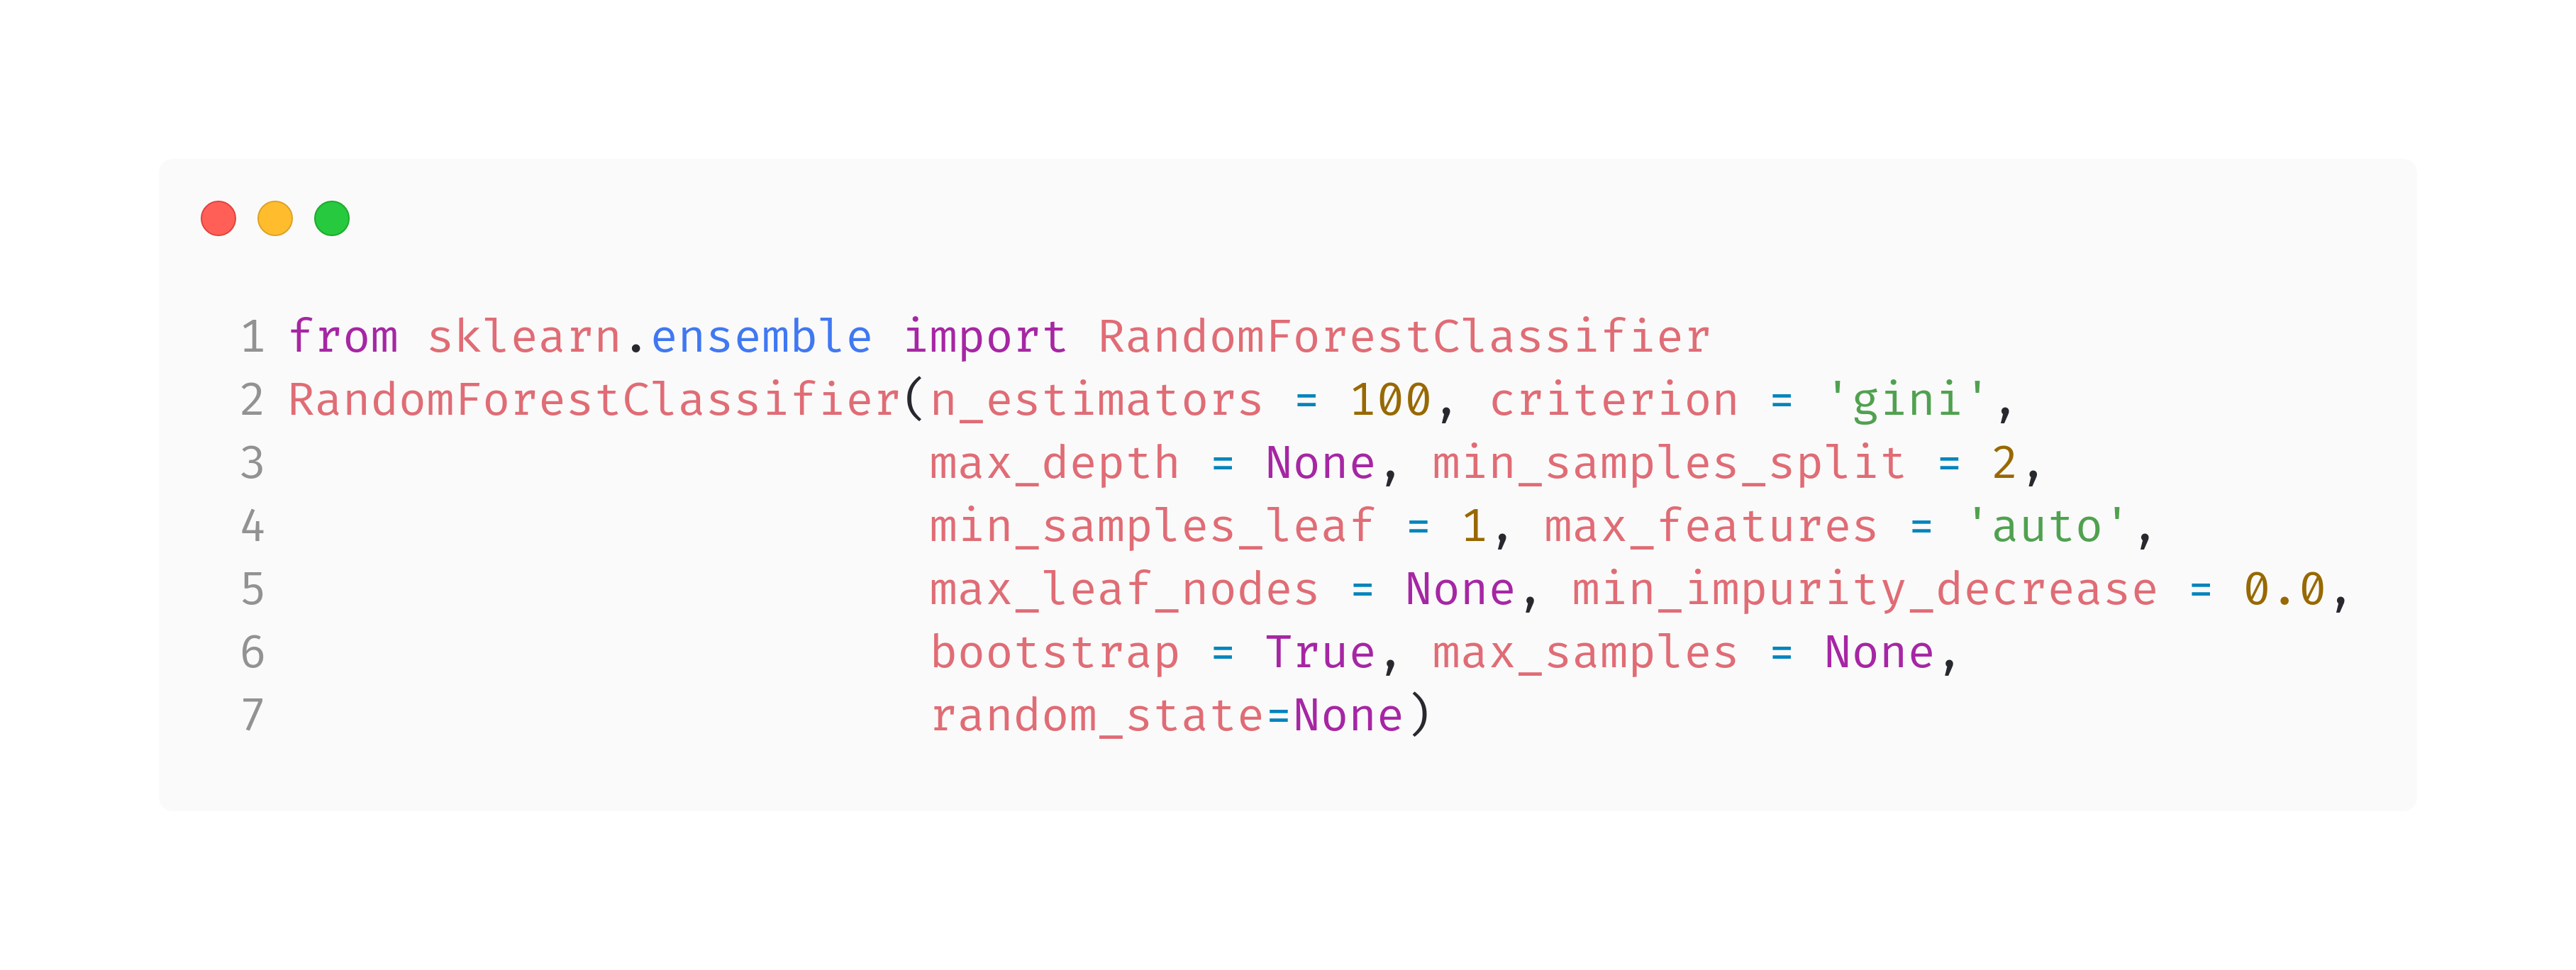 1 from sklearn.ensemble import RandomForestClassifier
2 RandomForestClassifier(n_estimators = 100, criterion = 'gini',
3                        max_depth = None, min_samples_split = 2,
4                        min_samples_leaf = 1, max_features = 'auto',
5                        max_leaf_nodes = None, min_impurity_decrease = 0.0,
6                        bootstrap = True, max_samples = None,
7                        random_state=None)